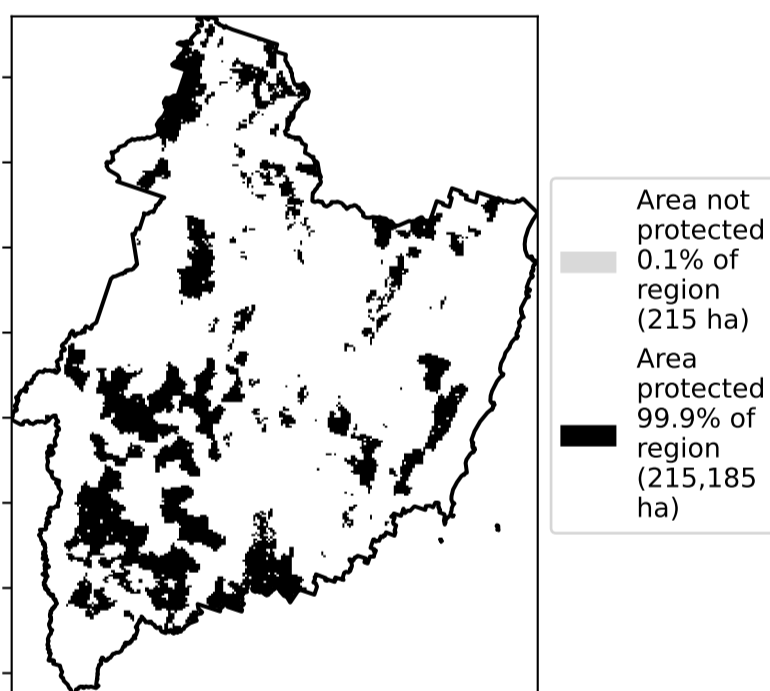 Area not
protected
0.1% of
region
(215 ha)
Area
protected
99.9% of
region
(215,185
ha)